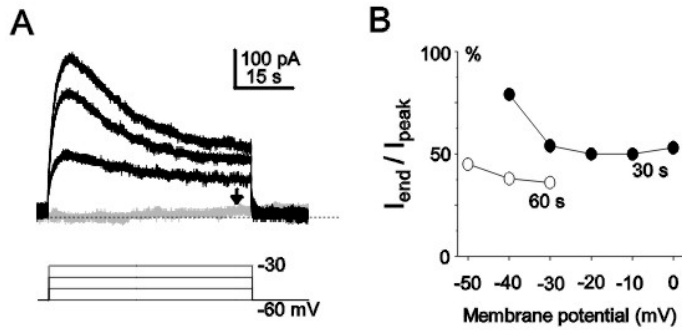 A
100 pA
15 s
-30
-60 mV
B
%
100
50
0
I_end / I_peak
30 s
60 s
-50 -40 -30 -20 -10 0
Membrane potential (mV)